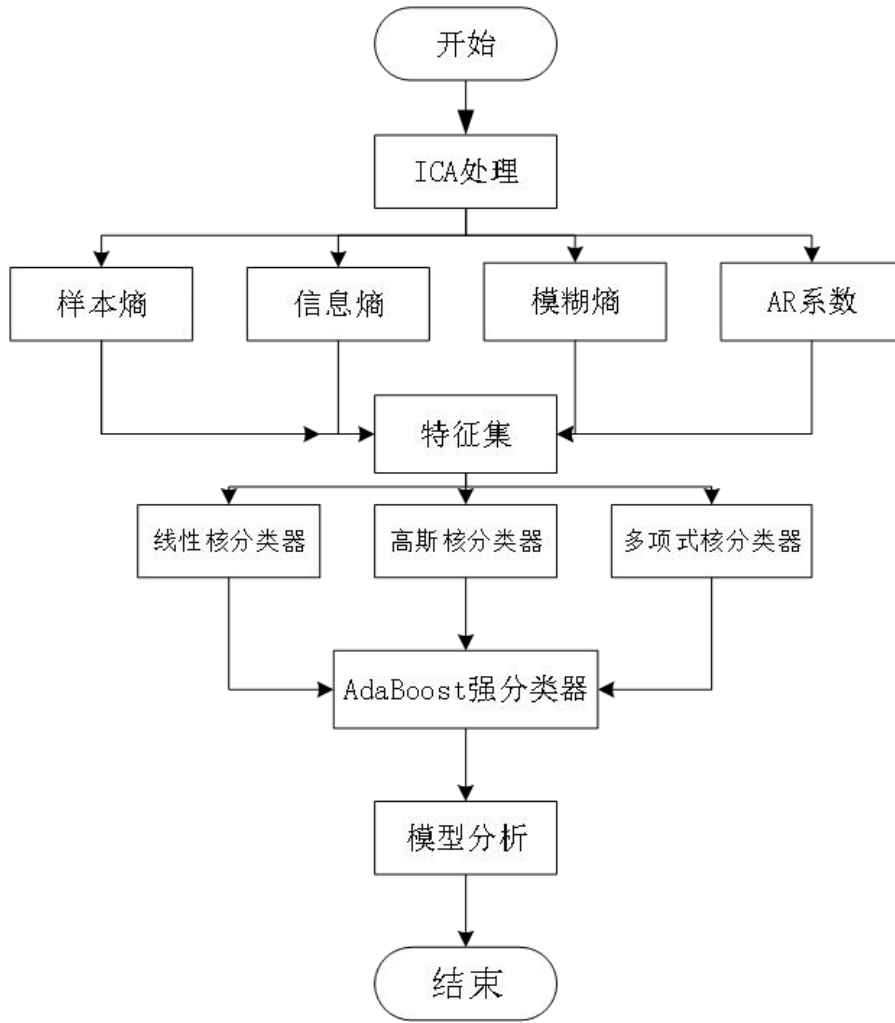 开始
ICA处理
样本熵
信息熵
模糊熵
AR系数
特征集
线性核分类器
高斯核分类器
多项式核分类器
AdaBoost强分类器
模型分析
结束